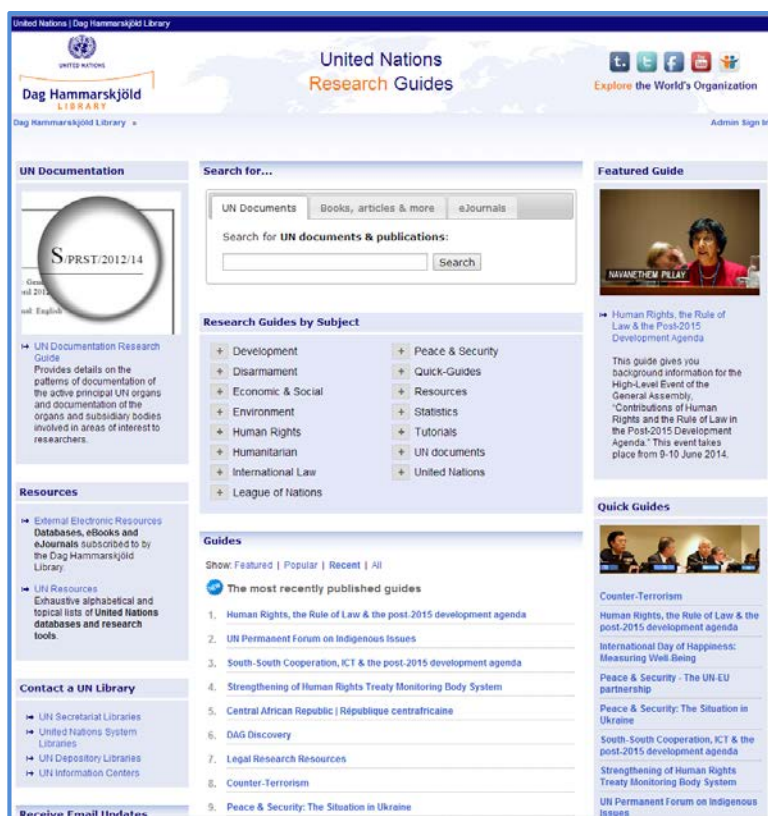 United Nations | Dag Hammarskjöld Library
UNITED NATIONS
Dag Hammarskjöld
LIBRARY
United Nations
Research Guides
Explore the World's Organization
Dag Hammarskjöld Library »
Admin Sign In
UN Documentation
S/PRST/2012/14
English
UN Documentation Research
Guide
Provides details on the
patterns of documentation of
the active principal UN organs
and documentation of the
organs and subsidiary bodies
involved in areas of interest to
researchers.
Resources
External Electronic Resources
Databases, eBooks and
eJournals subscribed to by
the Dag Hammarskjöld
Library.
UN Resources
Exhaustive alphabetical and
topical lists of United Nations
databases and research
tools.
Contact a UN Library
UN Secretariat Libraries
United Nations System
Libraries
UN Depository Libraries
UN Information Centers
Receive Email Updates
Search for...
UN Documents
Books, articles & more
eJournals
Search for UN documents & publications:
Search
Research Guides by Subject
+ Development
+ Disarmament
+ Economic & Social
+ Environment
+ Human Rights
+ Humanitarian
+ International Law
+ League of Nations
+ Peace & Security
+ Quick-Guides
+ Resources
+ Statistics
+ Tutorials
+ UN documents
+ United Nations
Guides
Show: Featured | Popular | Recent | All
The most recently published guides
1. Human Rights, the Rule of Law & the post-2015 development agenda
2. UN Permanent Forum on Indigenous Issues
3. South-South Cooperation, ICT & the post-2015 development agenda
4. Strengthening of Human Rights Treaty Monitoring Body System
5. Central African Republic | République centrafricaine
6. DAG Discovery
7. Legal Research Resources
8. Counter-Terrorism
9. Peace & Security: The Situation in Ukraine
Featured Guide
NAVANETHEM PILLAY
Human Rights, the Rule of
Law & the Post-2015
Development Agenda
This guide gives you
background information for the
High-Level Event of the
General Assembly,
"Contributions of Human
Rights and the Rule of Law in
the Post-2015 Development
Agenda." This event takes
place from 9-10 June 2014.
Quick Guides
Counter-Terrorism
Human Rights, the Rule of Law & the
post-2015 development agenda
International Day of Happiness:
Measuring Well-Being
Peace & Security - The UN-EU
partnership
Peace & Security: The Situation in
Ukraine
South-South Cooperation, ICT & the
post-2015 development agenda
Strengthening of Human Rights
Treaty Monitoring Body System
UN Permanent Forum on Indigenous
Issues